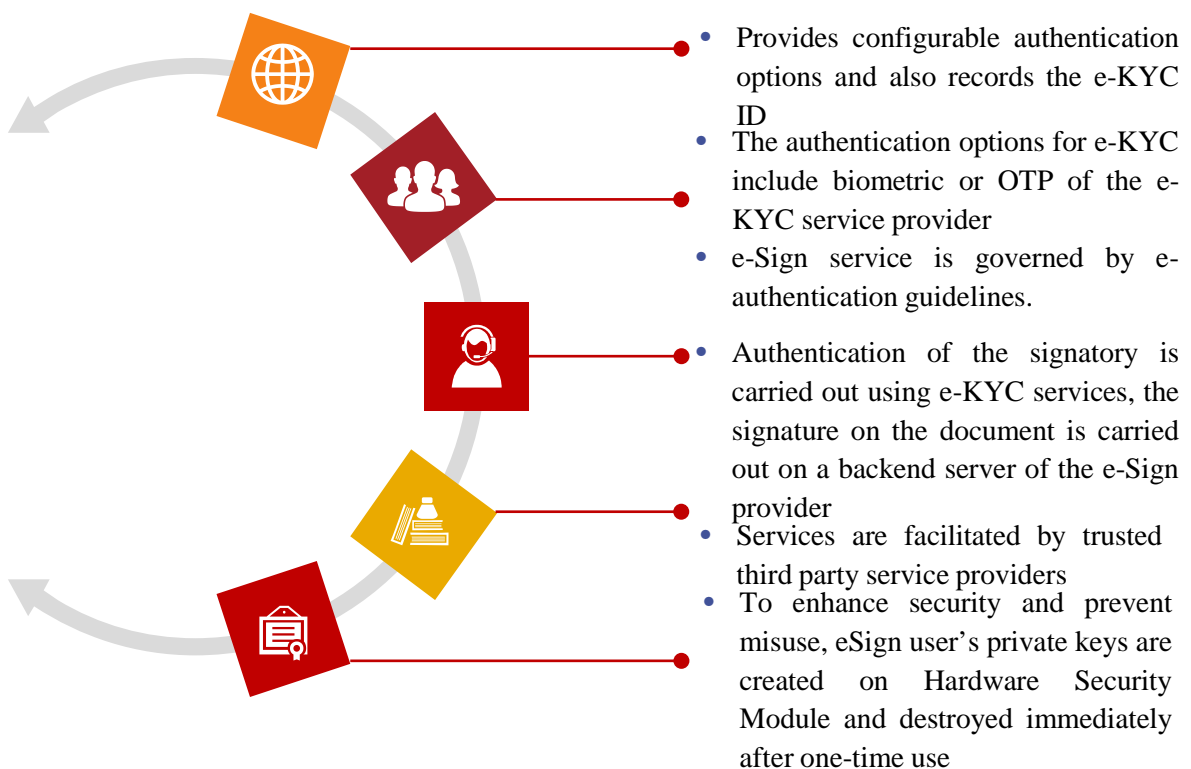 • Provides configurable authentication
options and also records the e-KYC
ID
• The authentication options for e-KYC
include biometric or OTP of the e-
KYC service provider
• e-Sign service is governed by e-
authentication guidelines.
• Authentication of the signatory is
carried out using e-KYC services, the
signature on the document is carried
out on a backend server of the e-Sign
provider
• Services are facilitated by trusted
third party service providers
• To enhance security and prevent
misuse, eSign user’s private keys are
created on Hardware Security
Module and destroyed immediately
after one-time use